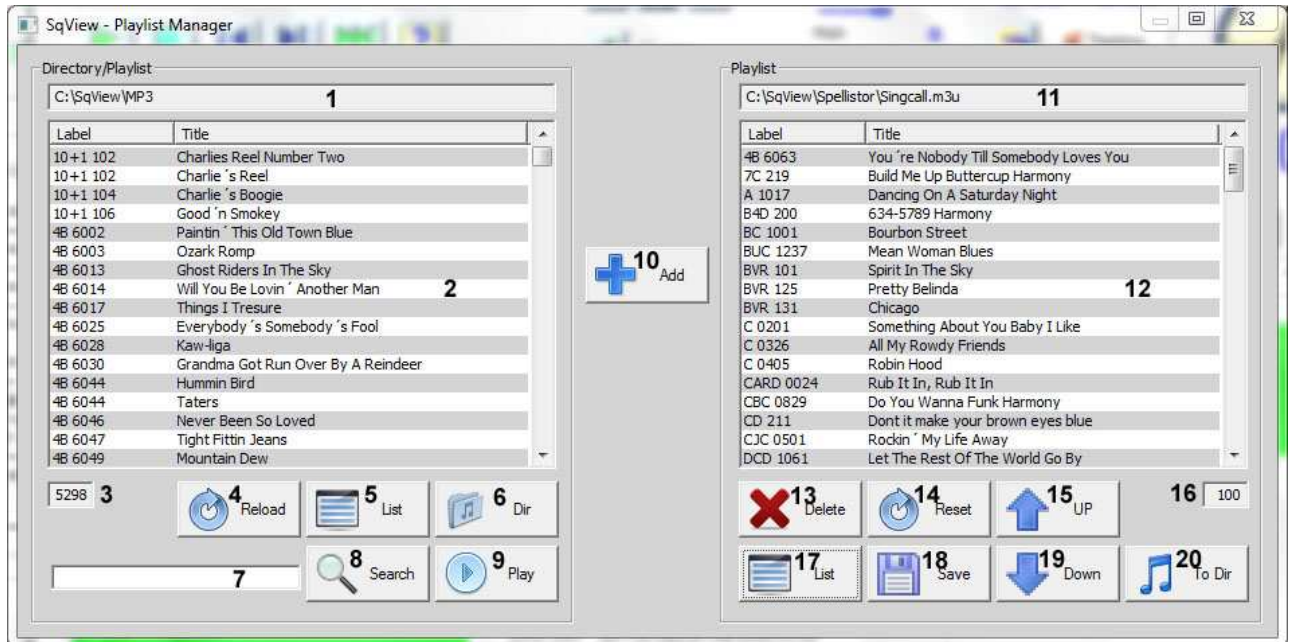 SqView - Playlist Manager
Directory/Playlist
C:\SqView\MP3 1
Label Title
10+1 102 Charlies Reel Number Two
10+1 102 Charlie ´s Reel
10+1 104 Charlie ´s Boogie
10+1 106 Good ´n Smokey
4B 6002 Paintin ´ This Old Town Blue
4B 6003 Ozark Romp
4B 6013 Ghost Riders In The Sky
4B 6014 Will You Be Lovin ´ Another Man 2
4B 6017 Things I Tresure
4B 6025 Everybody ´s Somebody ´s Fool
4B 6028 Kaw-liga
4B 6030 Grandma Got Run Over By A Reindeer
4B 6044 Hummin Bird
4B 6044 Taters
4B 6046 Never Been So Loved
4B 6047 Tight Fittin Jeans
4B 6049 Mountain Dew
5298 3
4 Reload
5 List
6 Dir
7
8 Search
9 Play
10 Add
Playlist
C:\SqView\Spellistor\Singcall.m3u 11
Label Title
4B 6063 You ´re Nobody Till Somebody Loves You
7C 219 Build Me Up Buttercup Harmony
A 1017 Dancing On A Saturday Night
B4D 200 634-5789 Harmony
BC 1001 Bourbon Street
BUC 1237 Mean Woman Blues
BVR 101 Spirit In The Sky
BVR 125 Pretty Belinda 12
BVR 131 Chicago
C 0201 Something About You Baby I Like
C 0326 All My Rowdy Friends
C 0405 Robin Hood
CARD 0024 Rub It In, Rub It In
CBC 0829 Do You Wanna Funk Harmony
CD 211 Dont it make your brown eyes blue
CJC 0501 Rockin ´ My Life Away
DCD 1061 Let The Rest Of The World Go By
13 Delete
14 Reset
15 UP
16 100
17 List
18 Save
19 Down
20 To Dir